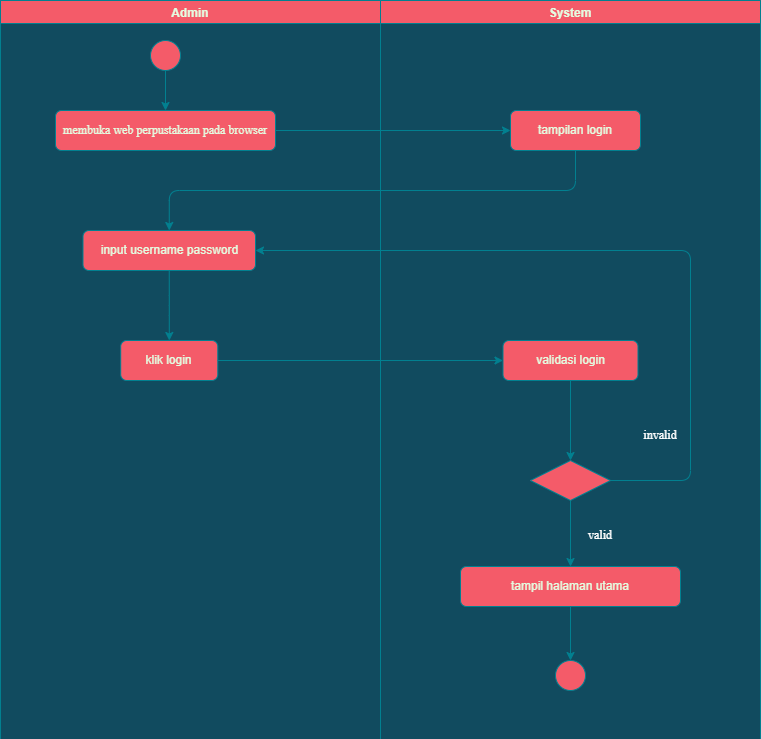 Admin
System
membuka web perpustakaan pada browser
tampilan login
input username password
klik login
validasi login
invalid
valid
tampil halaman utama